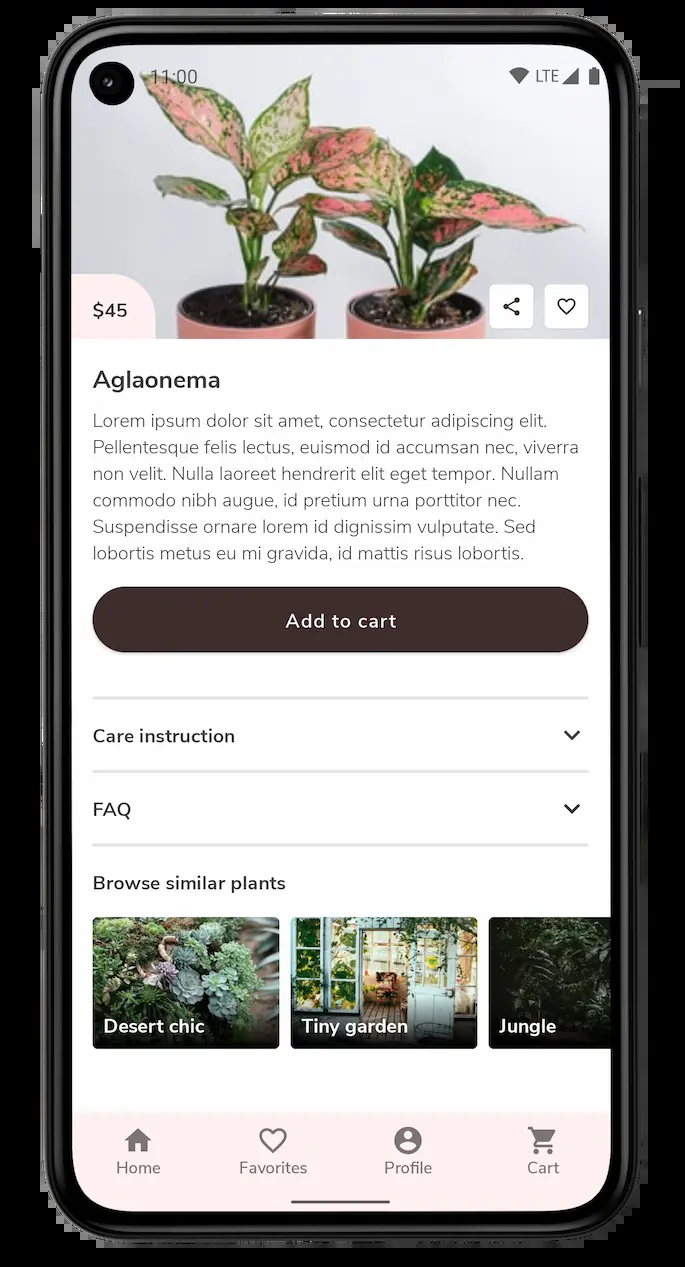 11:00 LTE
$45
Aglaonema
Lorem ipsum dolor sit amet, consectetur adipiscing elit.
Pellentesque felis lectus, euismod id accumsan nec, viverra
non velit. Nulla laoreet hendrerit elit eget tempor. Nullam
commodo nibh augue, id pretium urna porttitor nec.
Suspendisse ornare lorem id dignissim vulputate. Sed
lobortis metus eu mi gravida, id mattis risus lobortis.
Add to cart
Care instruction
FAQ
Browse similar plants
Desert chic Tiny garden Jungle
Home Favorites Profile Cart